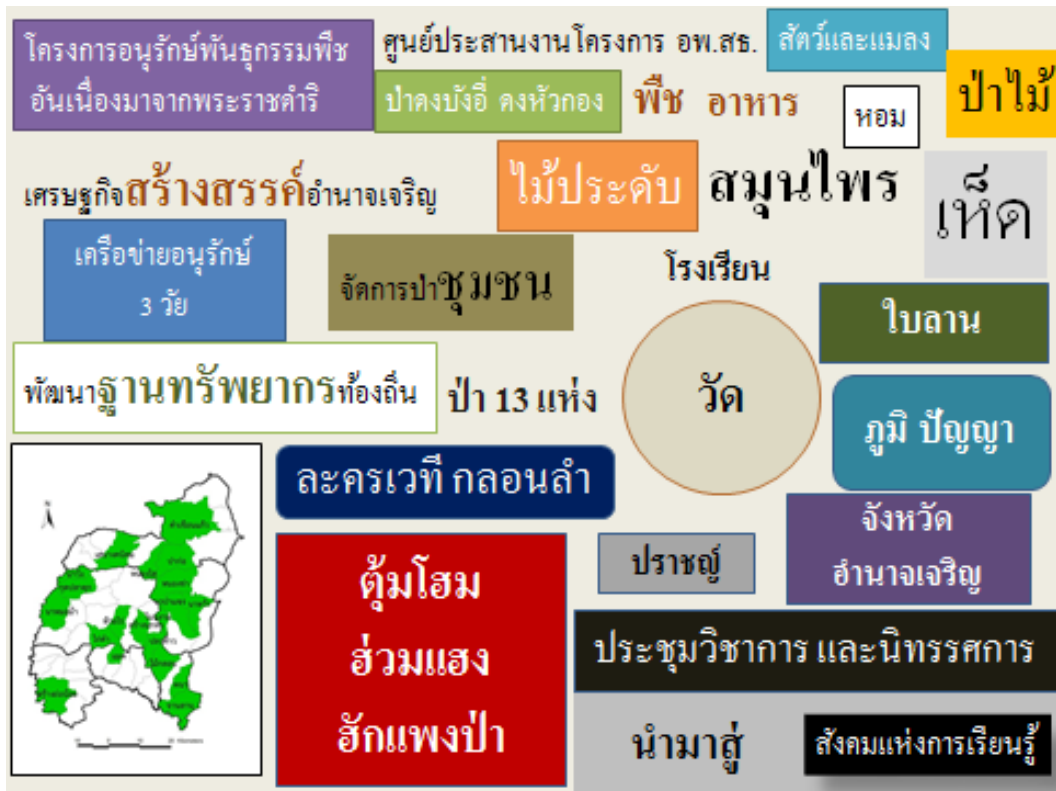 โครงการอนุรักษ์พันธุกรรมพืช
อันเนื่องมาจากพระราชดำริ
ศูนย์ประสานงานโครงการ อพ.สธ.
สัตว์และแมลง
ป่าดงบังอี่ ดงหัวกอง
พืช อาหาร
หอม
ป่าไม้
เศรษฐกิจสร้างสรรค์อำนาจเจริญ
ไม้ประดับ
สมุนไพร
เห็ด
เครือข่ายอนุรักษ์
3 วัย
จัดการป่าชุมชน
โรงเรียน
ใบลาน
พัฒนาฐานทรัพยากรท้องถิ่น
ป่า 13 แห่ง
วัด
ภูมิ ปัญญา
ละครเวที กลอนลำ
จังหวัด
อำนาจเจริญ
ปราชญ์
ตุ้มโฮม
ฮ่วมแฮง
ฮักแพงป่า
ประชุมวิชาการ และนิทรรศการ
นำมาสู่
สังคมแห่งการเรียนรู้